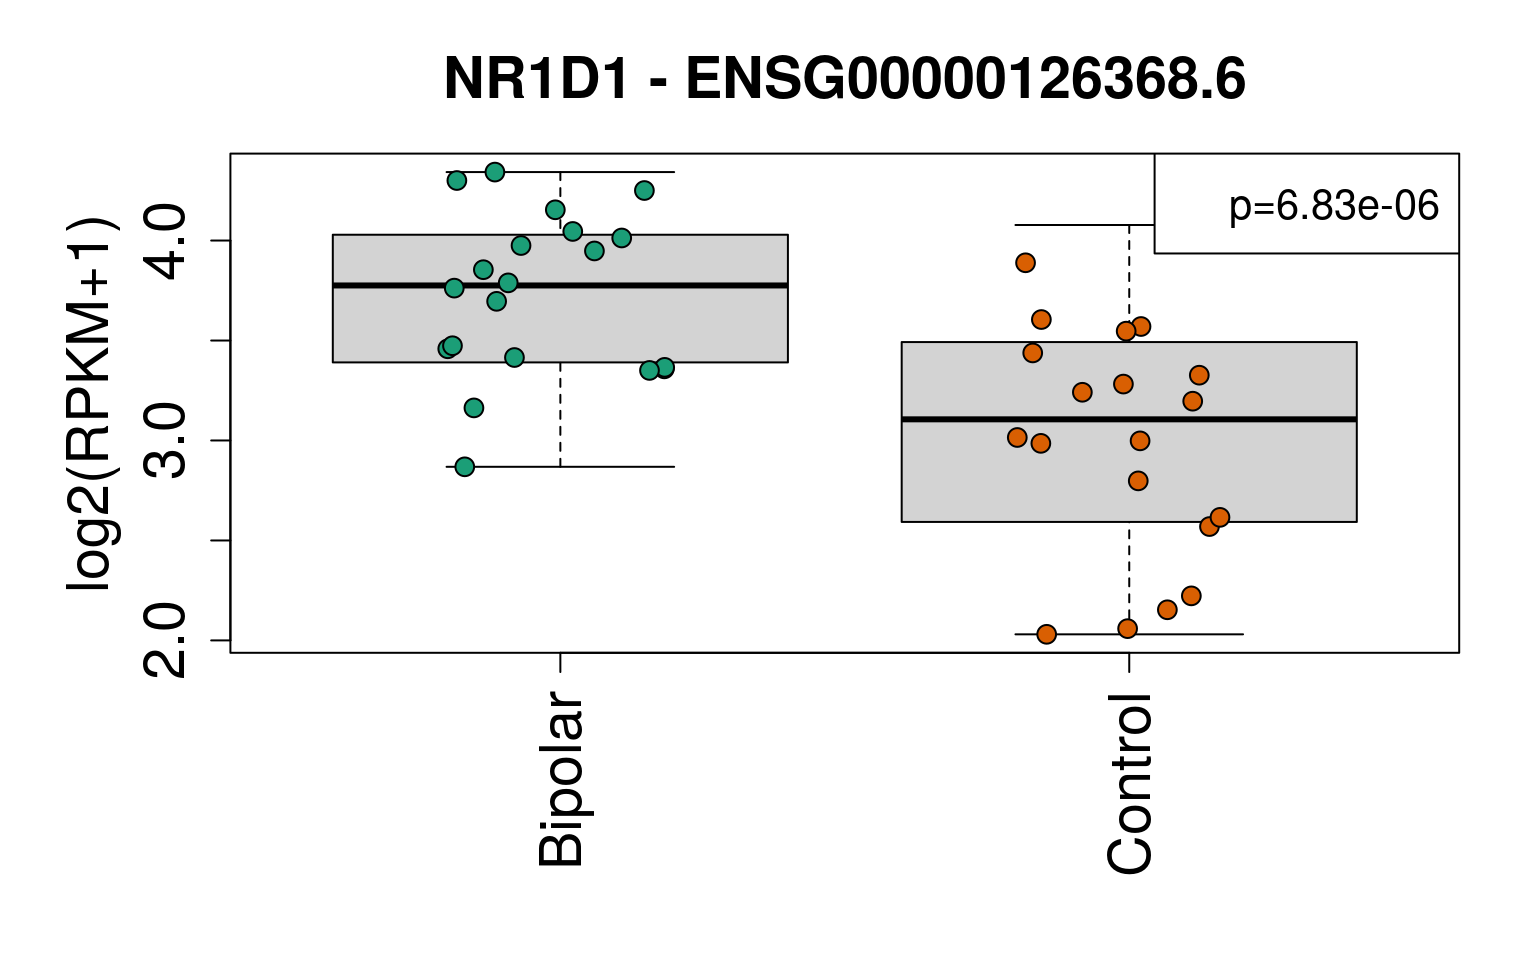 NR1D1 - ENSG00000126368.6
p=6.83e-06
log2(RPKM+1)
4.0
3.0
2.0
Bipolar
Control